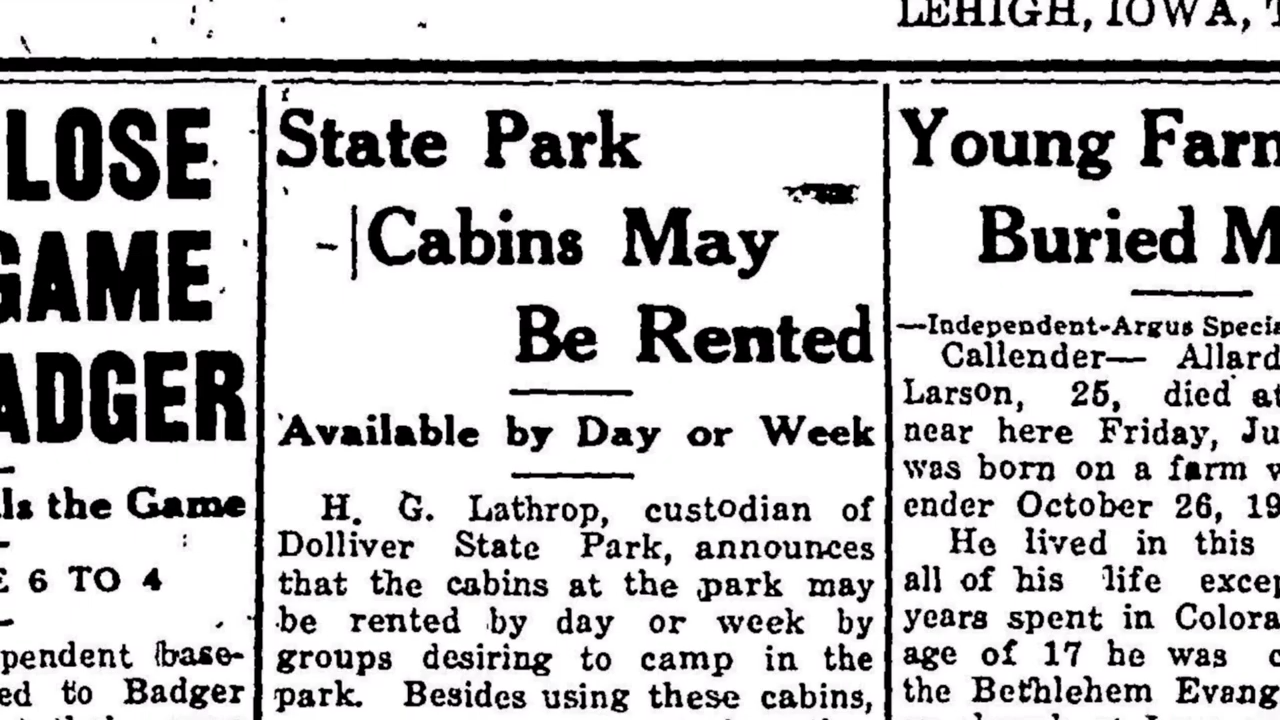 LEHIGH, IOWA,
LOSE
GAME
ADGER
the Game
6 TO 4
pendent base-
ed to Badger
State Park
Cabins May
Be Rented
Available by Day or Week
H. G. Lathrop, custodian of
Dolliver State Park, announces
that the cabins at the park may
be rented by day or week by
groups desiring to camp in the
park. Besides using these cabins,
Young Farm
Buried M
—Independent-Argus Specia
Callender— Allard
Larson, 25, died at
near here Friday, Ju
was born on a farm
ender October 26, 19
He lived in this
all of his life excep
years spent in Colora
age of 17 he was c
the Bethlehem Evang